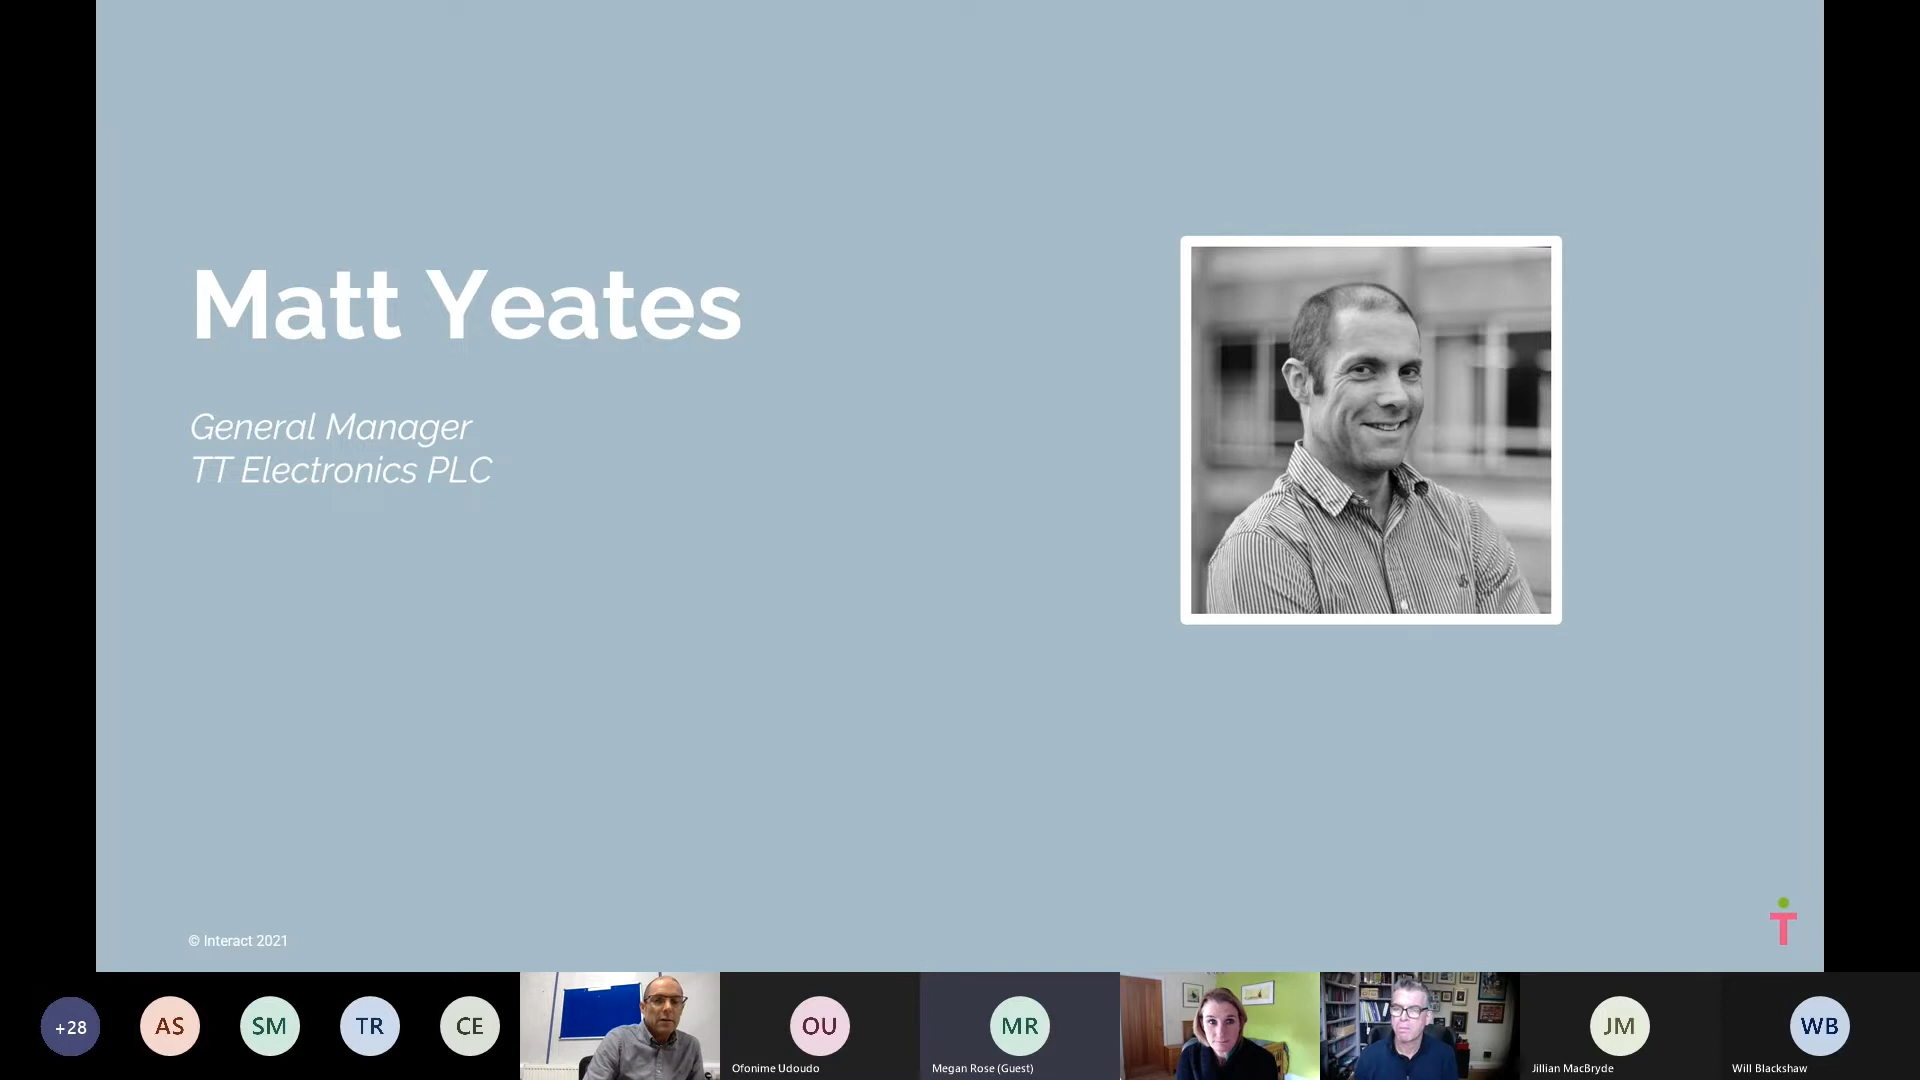 Matt Yeates
General Manager
TT Electronics PLC
© Interact 2021
+28
AS
SM
TR
CE
OU
Ofonime Udoudo
MR
Megan Rose (Guest)
JM
Jillian MacBryde
WB
Will Blackshaw